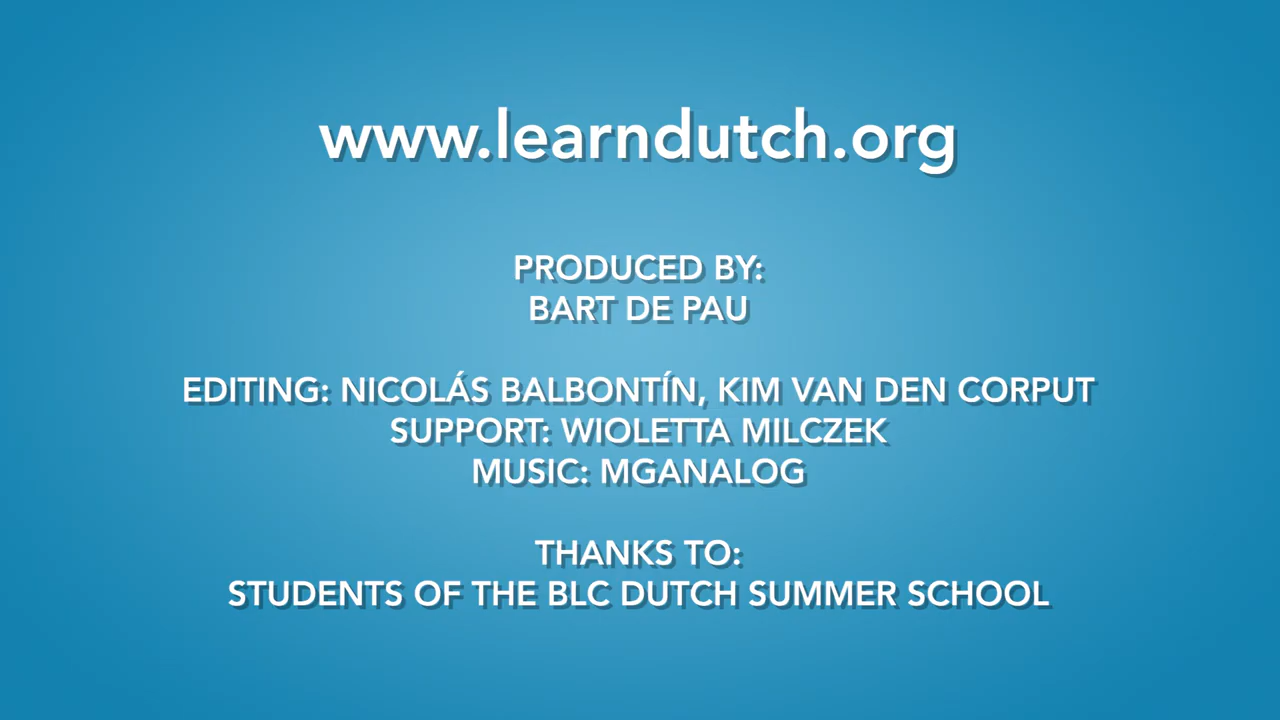 www.learndutch.org
PRODUCED BY:
BART DE PAU
EDITING: NICOLÁS BALBONTÍN, KIM VAN DEN CORPUT
SUPPORT: WIOLETTA MILCZEK
MUSIC: MGANALOG
THANKS TO:
STUDENTS OF THE BLC DUTCH SUMMER SCHOOL